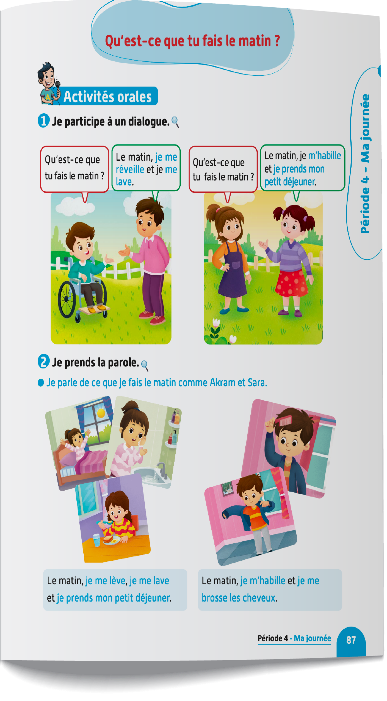 Qu'est-ce que tu fais le matin ?
Activités orales
1 Je participe à un dialogue.
Qu'est-ce que
tu fais le matin ?
Le matin, je me
réveille et je me
lave.
Qu'est-ce que
tu fais le matin ?
Le matin, je m'habille
et je prends mon
petit déjeuner.
Période 4 - Ma journée
2 Je prends la parole.
Je parle de ce que je fais le matin comme Akram et Sara.
Le matin, je me lève, je me lave
et je prends mon petit déjeuner.
Le matin, je m'habille et je me
brosse les cheveux.
Période 4 - Ma journée
87